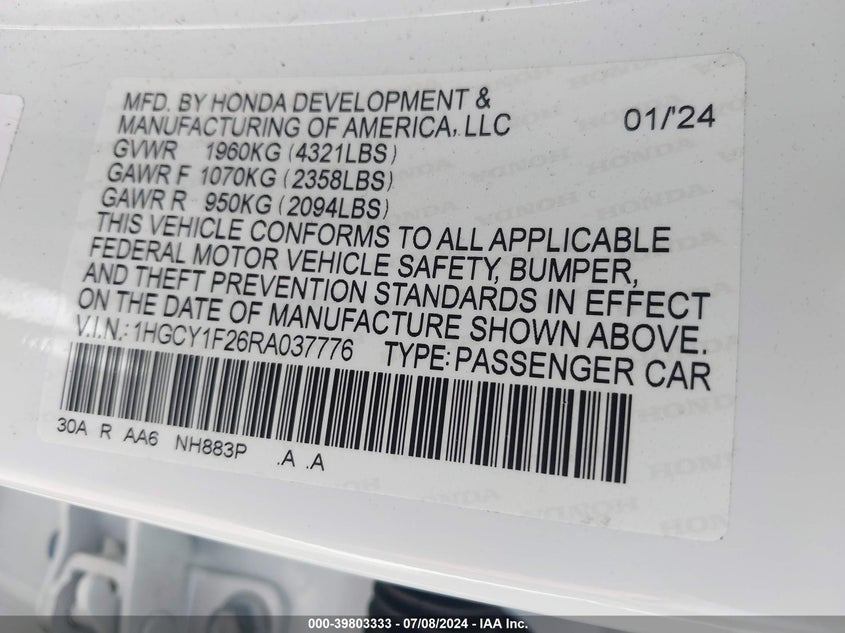 MFD. BY HONDA DEVELOPMENT &
MANUFACTURING OF AMERICA, LLC 01/'24
GVWR 1960KG (4321LBS)
GAWR F 1070KG (2358LBS)
GAWR R 950KG (2094LBS)
THIS VEHICLE CONFORMS TO ALL APPLICABLE
FEDERAL MOTOR VEHICLE SAFETY, BUMPER,
AND THEFT PREVENTION STANDARDS IN EFFECT
ON THE DATE OF MANUFACTURE SHOWN ABOVE.
V.I.N.: 1HGCY1F26RA037776 TYPE: PASSENGER CAR
30A R AA6 NH883P .A .A
000-39803333 / 07/08/2024 / IAA Inc.